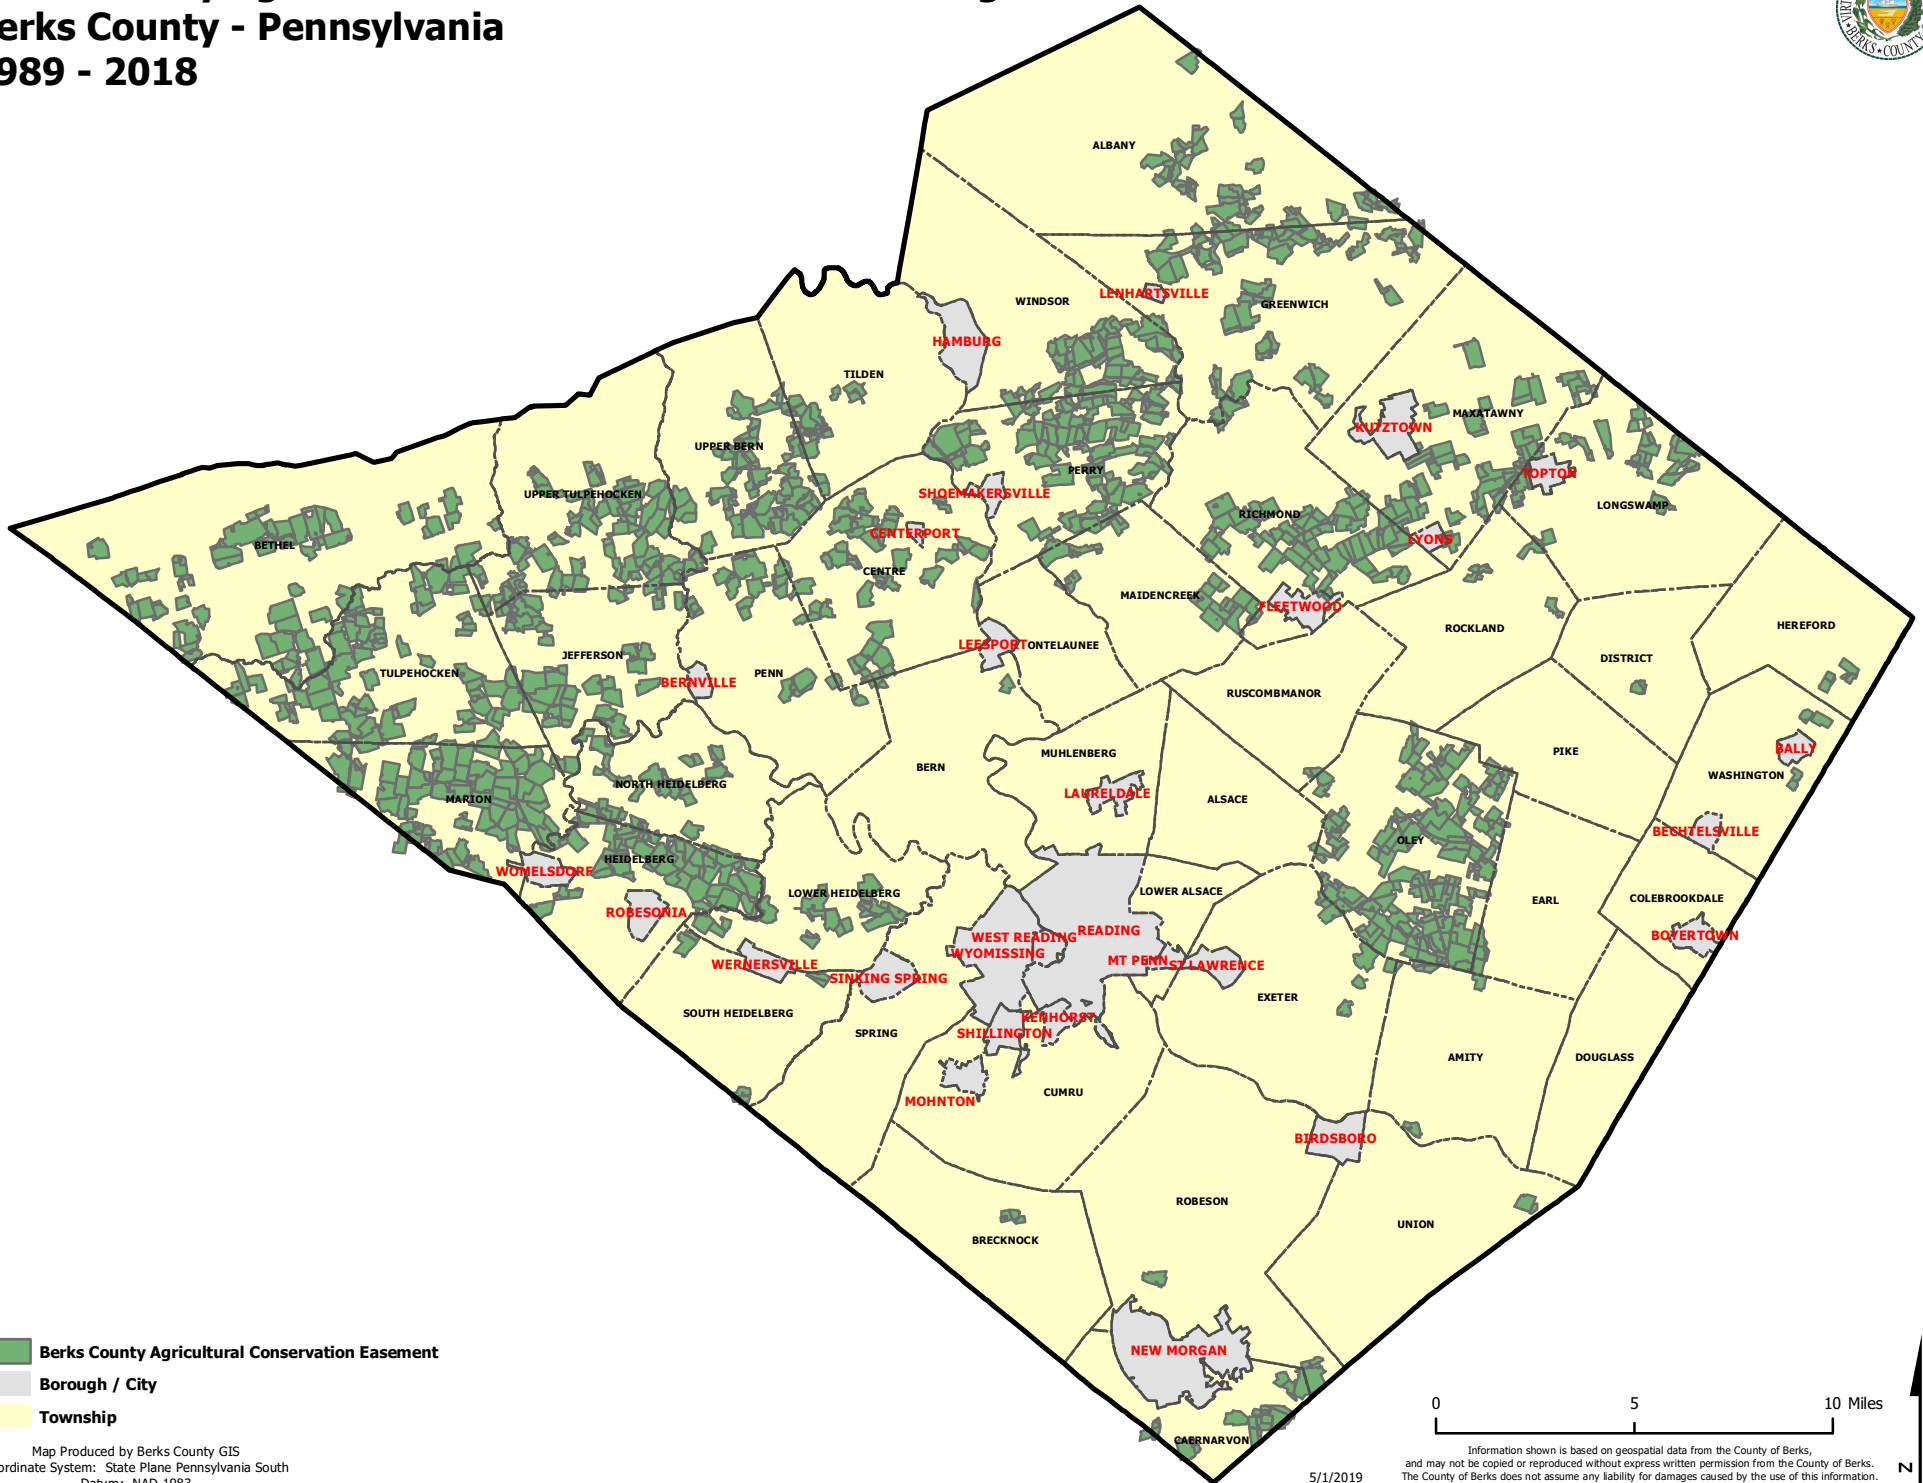 erks County - Pennsylvania
989 - 2018
BERKS COUNTY
ALBANY
WINDSOR
LENHARTSVILLE
GREENWICH
HAMBURG
TILDEN
MAXATAWNY
KUTZTOWN
UPPER BERN
PERRY
TOPTON
UPPER TULPEHOCKEN
SHOEMAKERSVILLE
LONGSWAMP
RICHMOND
CENTERPORT
LYONS
BETHEL
CENTRE
MAIDENCREEK
FLEETWOOD
ROCKLAND
HEREFORD
LEESPORT
ONTELAUNEE
JEFFERSON
DISTRICT
TULPEHOCKEN
PENN
BERNVILLE
RUSCOMBMANOR
BALLY
PIKE
MUHLENBERG
BERN
WASHINGTON
NORTH HEIDELBERG
LAURELDALE
ALSACE
MARION
BECHTELSVILLE
OLEY
HEIDELBERG
WOMELSDORF
LOWER HEIDELBERG
LOWER ALSACE
EARL
COLEBROOKDALE
ROBESONIA
READING
WEST READING
BOYERTOWN
WYOMISSING
MT PENN
ST LAWRENCE
WERNERSVILLE
SINKING SPRING
EXETER
SOUTH HEIDELBERG
KENHORST
SPRING
SHILLINGTON
AMITY
DOUGLASS
CUMRU
MOHNTON
BIRDSBORO
ROBESON
UNION
BRECKNOCK
NEW MORGAN
CAERNARVON
Berks County Agricultural Conservation Easement
Borough / City
Township
Map Produced by Berks County GIS
ordinate System: State Plane Pennsylvania South
Datum: NAD 1983
0 5 10 Miles
Information shown is based on geospatial data from the County of Berks,
and may not be copied or reproduced without express written permission from the County of Berks.
The County of Berks does not assume any liability for damages caused by the use of this information.
5/1/2019
N